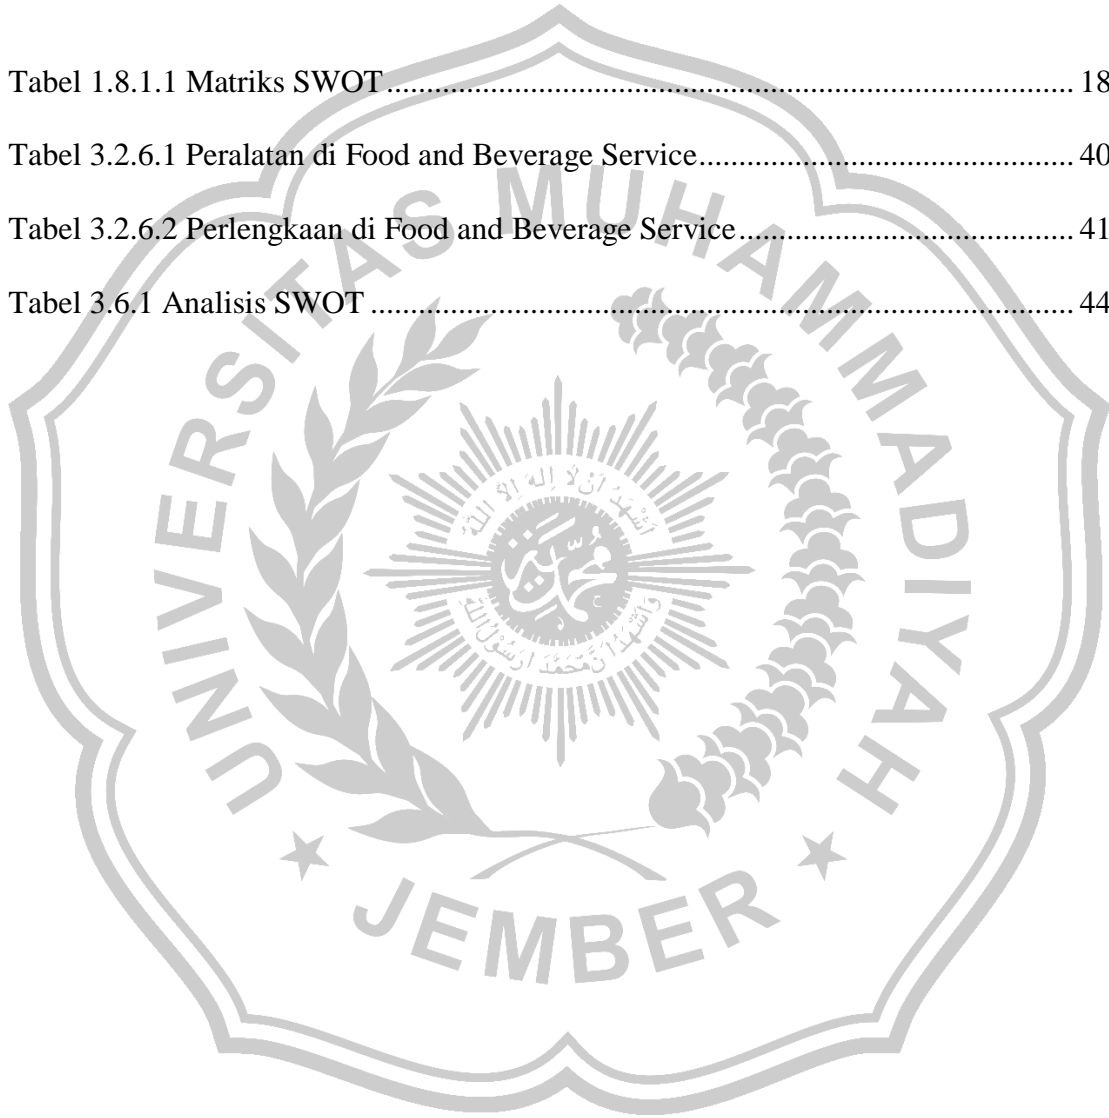 Tabel 1.8.1.1 Matriks SWOT ........................................................................................ 18
Tabel 3.2.6.1 Peralatan di Food and Beverage Service ................................................ 40
Tabel 3.2.6.2 Perlengkaan di Food and Beverage Service ........................................... 41
Tabel 3.6.1 Analisis SWOT .......................................................................................... 44
UNIVERSITAS MUHAMMADIYAH
JEMBER